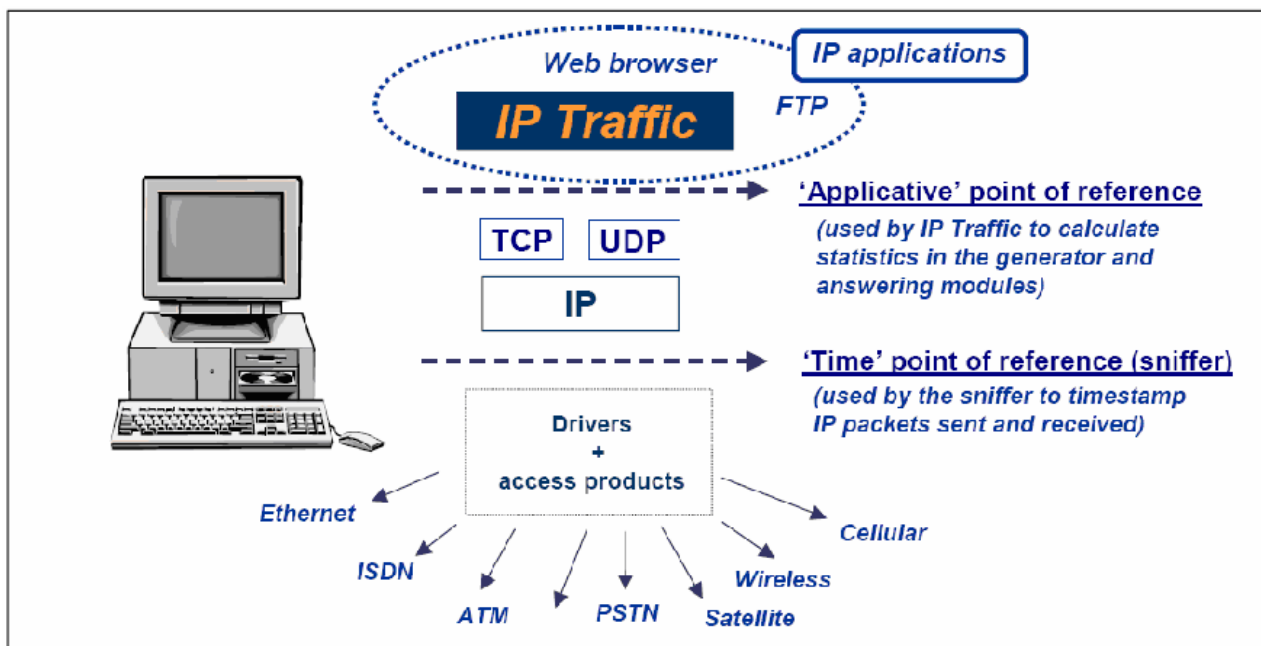 Web browser
IP applications
IP Traffic
FTP
'Applicative' point of reference
(used by IP Traffic to calculate
statistics in the generator and
answering modules)
TCP
UDP
IP
'Time' point of reference (sniffer)
(used by the sniffer to timestamp
IP packets sent and received)
Drivers
+
access products
Ethernet
ISDN
ATM
PSTN
Satellite
Wireless
Cellular